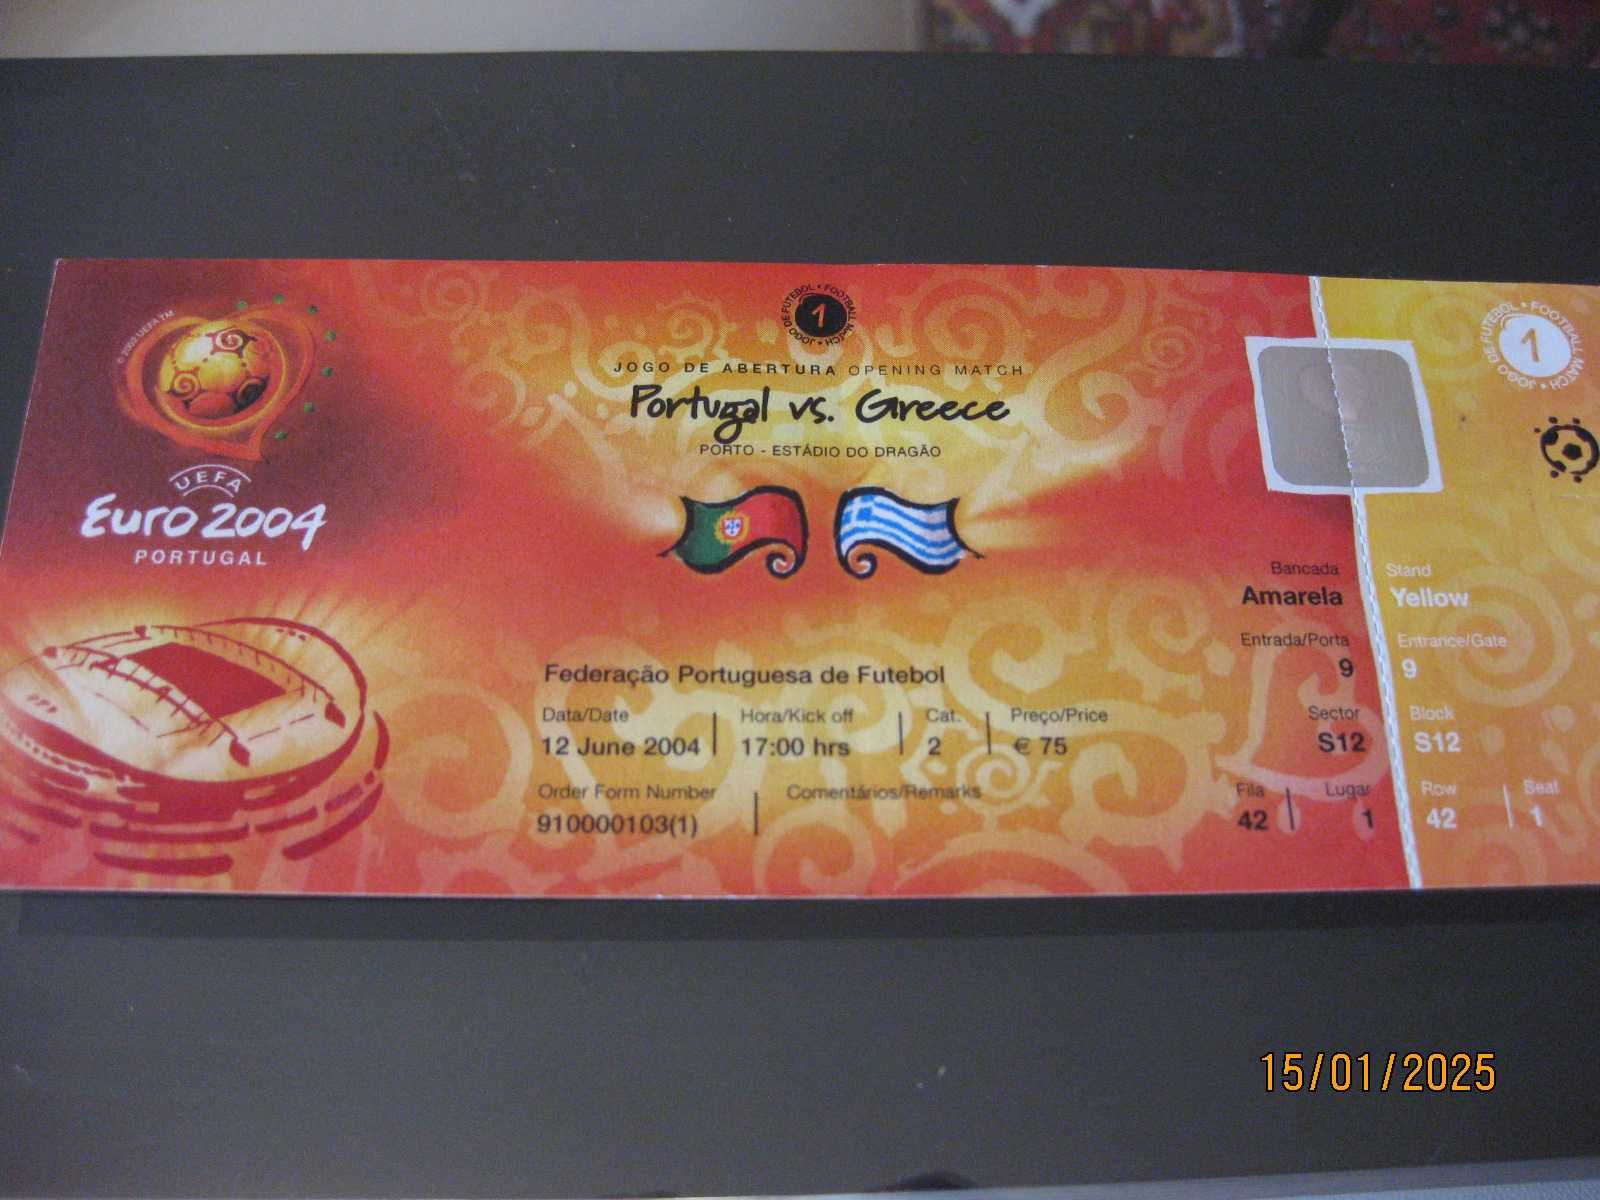 © 2002 UEFA TM
UEFA
Euro 2004
PORTUGAL
JOGO DE FUTEBOL • FOOTBALL MATCH •
1
JOGO DE ABERTURA OPENING MATCH
Portugal vs. Greece
PORTO - ESTÁDIO DO DRAGÃO
Federação Portuguesa de Futebol
Data/Date Hora/Kick off Cat. Preço/Price
12 June 2004 17:00 hrs 2 € 75
Order Form Number Comentários/Remarks
910000103(1)
Bancada
Amarela
Entrada/Porta
9
Sector
S12
Fila Lugar
42 1
JOGO DE FUTEBOL • FOOTBALL MATCH •
1
Stand
Yellow
Entrance/Gate
9
Block
S12
Row Seat
42 1
15/01/2025